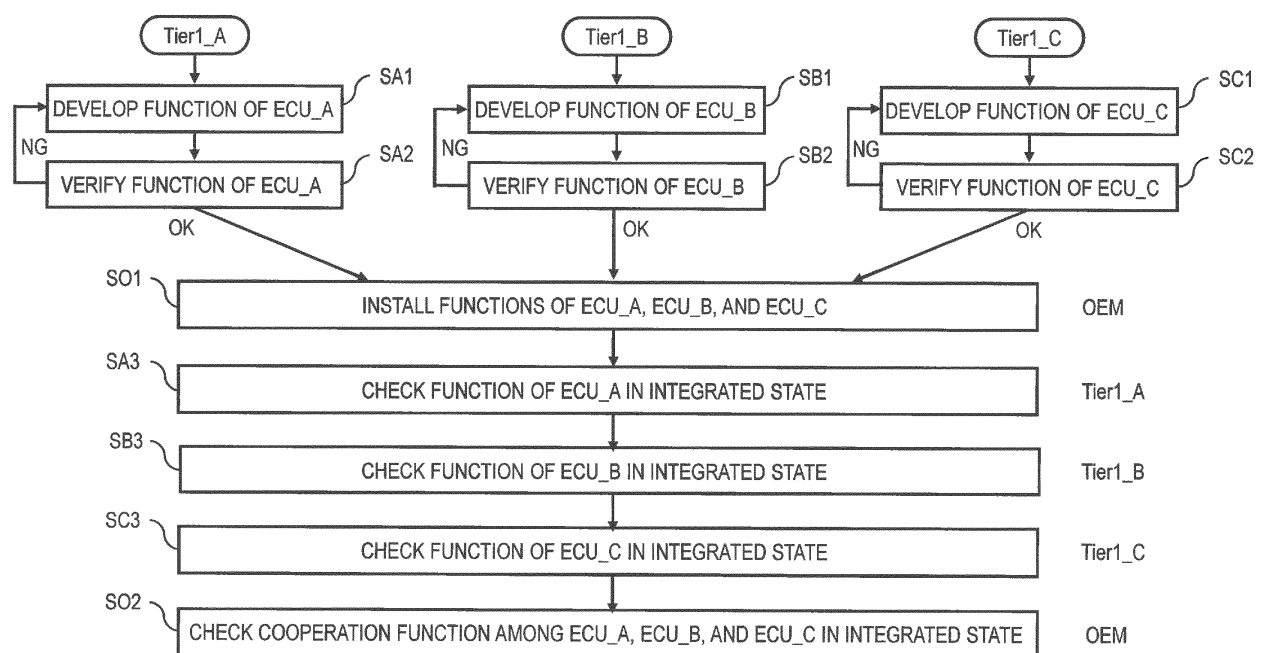 Tier1_A
Tier1_B
Tier1_C
SA1
DEVELOP FUNCTION OF ECU_A
SB1
DEVELOP FUNCTION OF ECU_B
SC1
DEVELOP FUNCTION OF ECU_C
NG
NG
NG
SA2
VERIFY FUNCTION OF ECU_A
SB2
VERIFY FUNCTION OF ECU_B
SC2
VERIFY FUNCTION OF ECU_C
OK
OK
OK
SO1
INSTALL FUNCTIONS OF ECU_A, ECU_B, AND ECU_C
OEM
SA3
CHECK FUNCTION OF ECU_A IN INTEGRATED STATE
Tier1_A
SB3
CHECK FUNCTION OF ECU_B IN INTEGRATED STATE
Tier1_B
SC3
CHECK FUNCTION OF ECU_C IN INTEGRATED STATE
Tier1_C
SO2
CHECK COOPERATION FUNCTION AMONG ECU_A, ECU_B, AND ECU_C IN INTEGRATED STATE
OEM